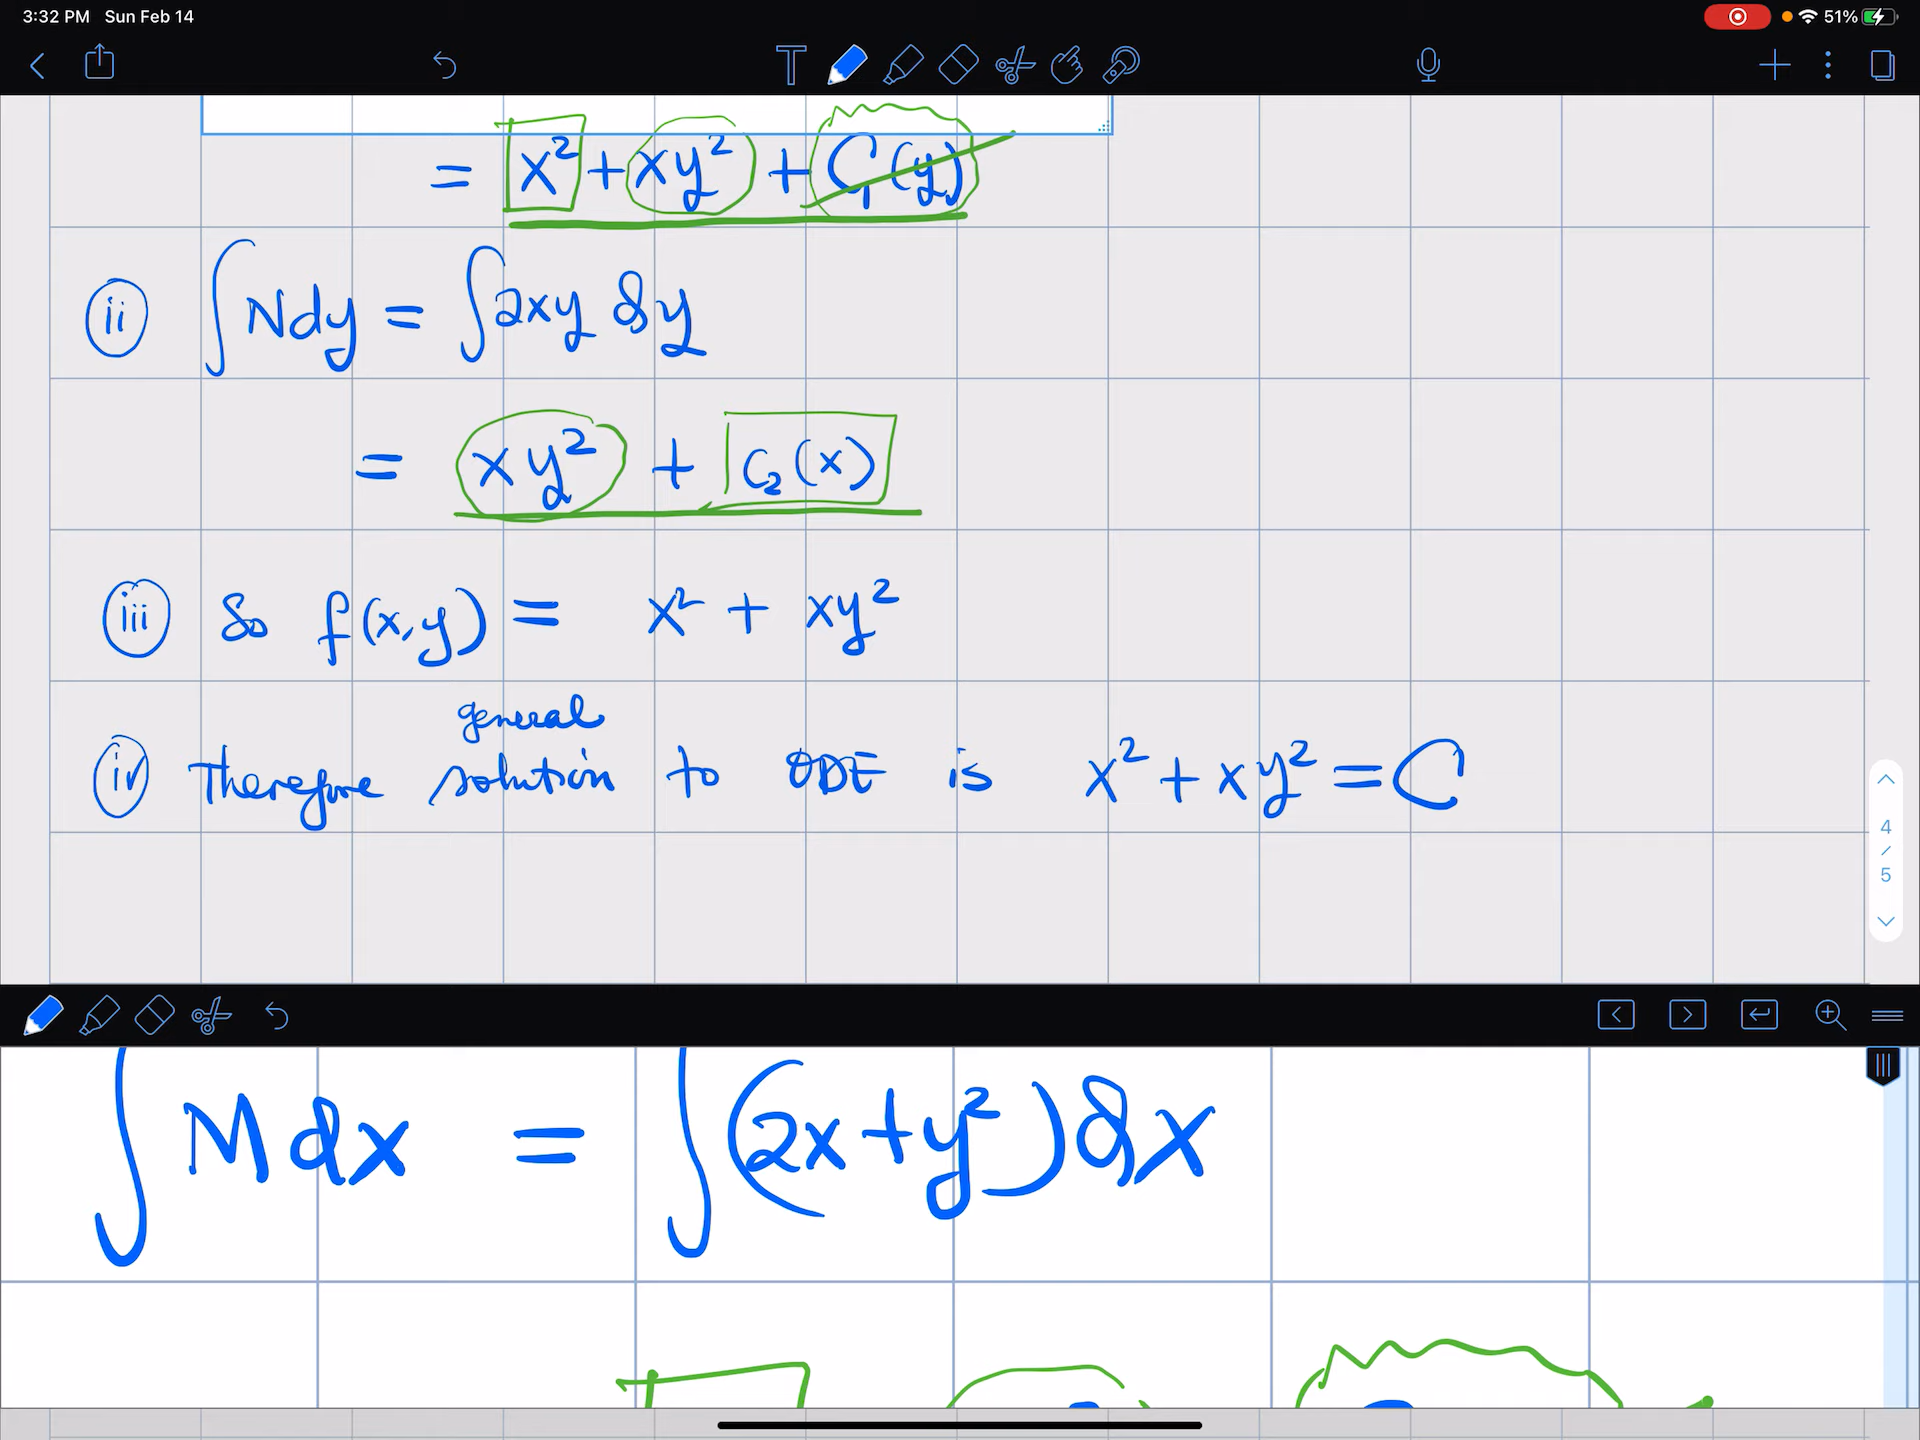 3:32 PM Sun Feb 14
51%
T
= x² + xy² + C₁(y)
ii ∫Ndy = ∫2xy ∂y
= xy² + C₂(x)
iii So f(x,y) = x² + xy²
general
iv Therefore solution to ODE is x² + xy² = C
4
/
5
∫Mdx = ∫(2x+y²)∂x